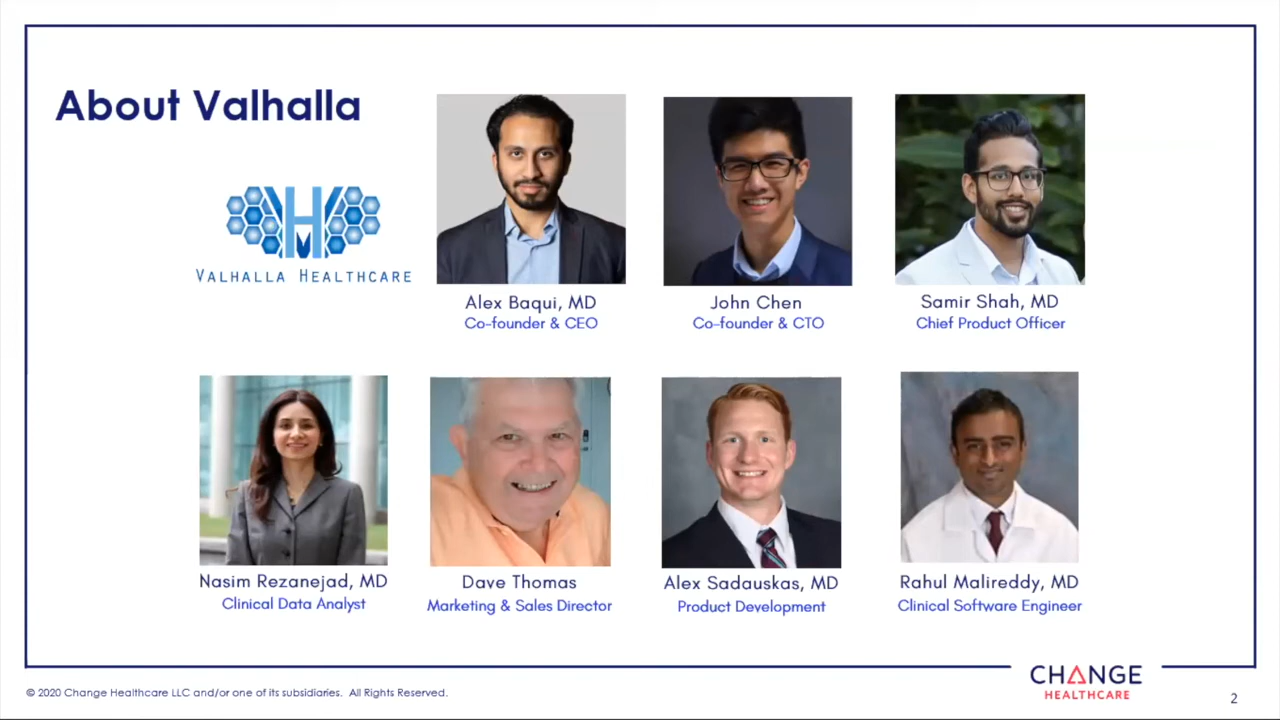 About Valhalla
VALHALLA HEALTHCARE
Alex Baqui, MD
Co-founder & CEO
John Chen
Co-founder & CTO
Samir Shah, MD
Chief Product Officer
Nasim Rezanejad, MD
Clinical Data Analyst
Dave Thomas
Marketing & Sales Director
Alex Sadauskas, MD
Product Development
Rahul Malireddy, MD
Clinical Software Engineer
© 2020 Change Healthcare LLC and/or one of its subsidiaries. All Rights Reserved.
CHANGE
HEALTHCARE
2